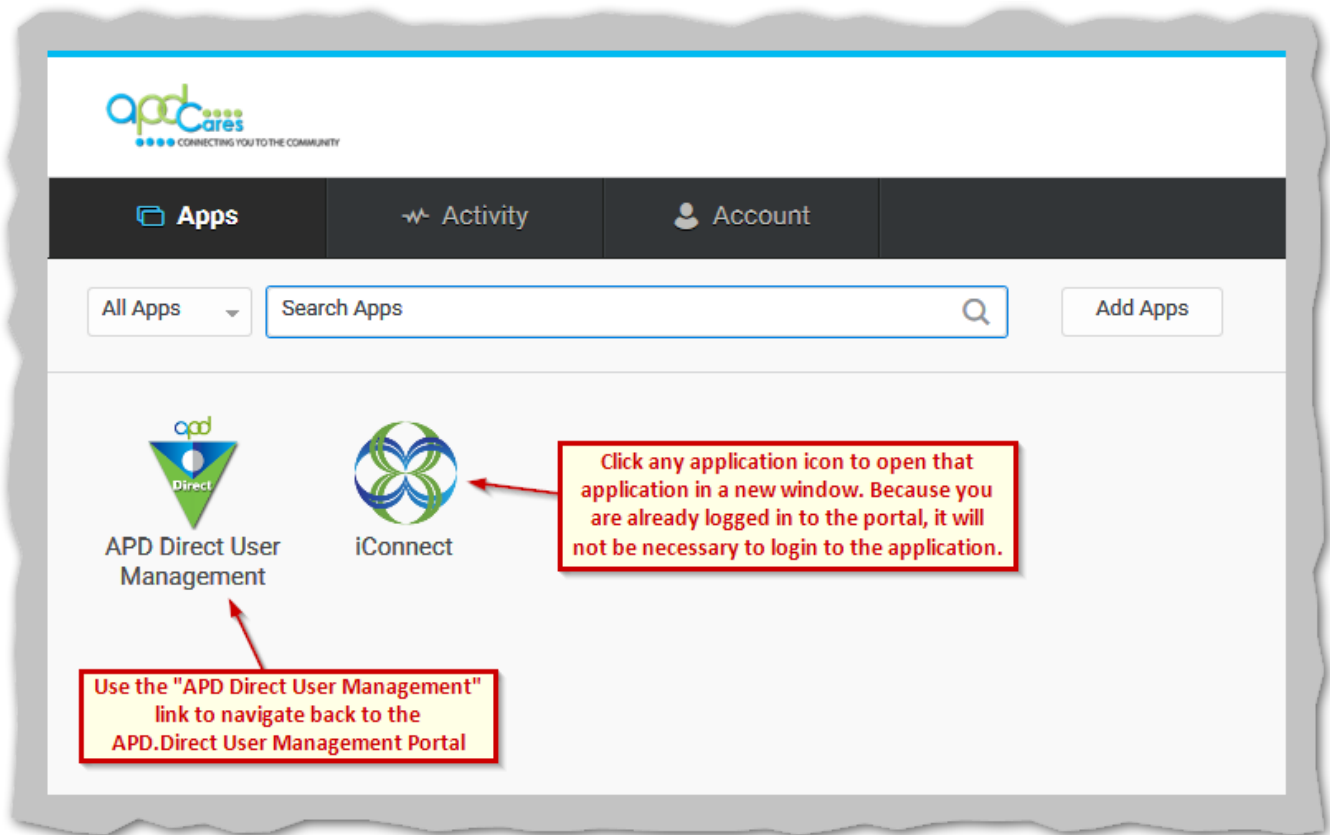 apd Cares
CONNECTING YOU TO THE COMMUNITY
Apps
Activity
Account
All Apps
Search Apps
Add Apps
apd
Direct
APD Direct User
Management
iConnect
Click any application icon to open that
application in a new window. Because you
are already logged in to the portal, it will
not be necessary to login to the application.
Use the "APD Direct User Management"
link to navigate back to the
APD.Direct User Management Portal